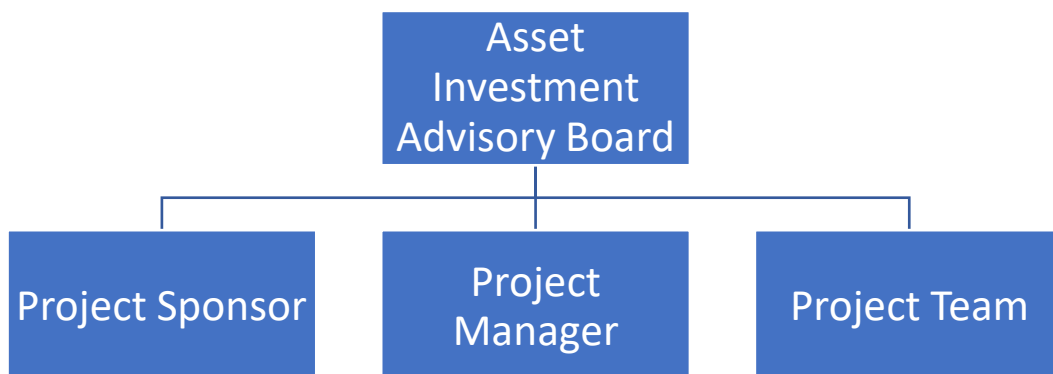 Asset
Investment
Advisory Board
Project Sponsor
Project
Manager
Project Team